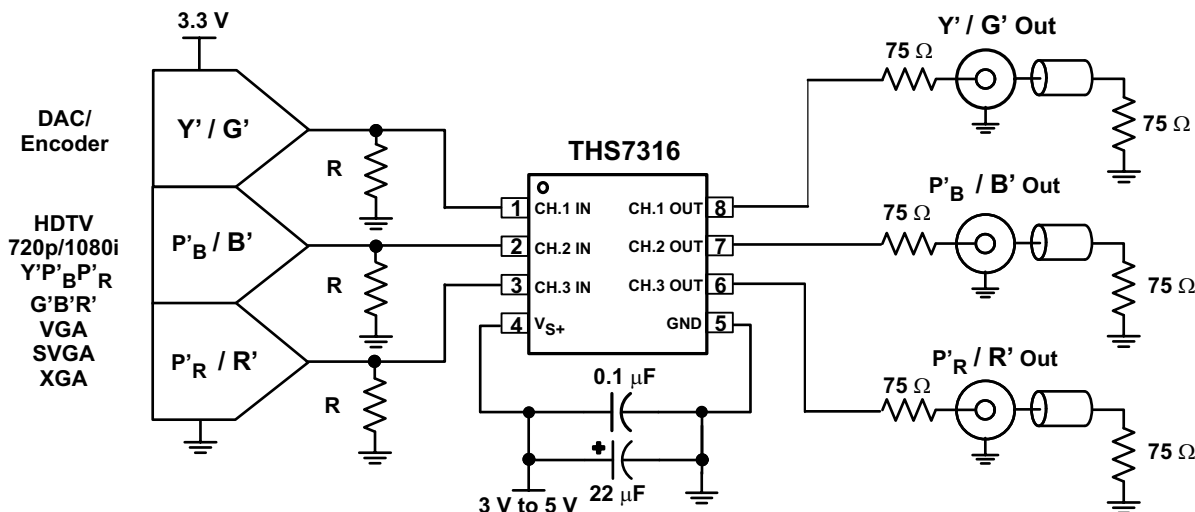 3.3 V
DAC/
Encoder
HDTV
720p/1080i
Y'P'BP'R
G'B'R'
VGA
SVGA
XGA
Y' / G'
P'B / B'
P'R / R'
R
R
R
THS7316
1 CH.1 IN CH.1 OUT 8
2 CH.2 IN CH.2 OUT 7
3 CH.3 IN CH.3 OUT 6
4 VS+ GND 5
0.1 μF
+
22 μF
3 V to 5 V
Y' / G' Out
75 Ω
75 Ω
P'B / B' Out
75 Ω
75 Ω
P'R / R' Out
75 Ω
75 Ω